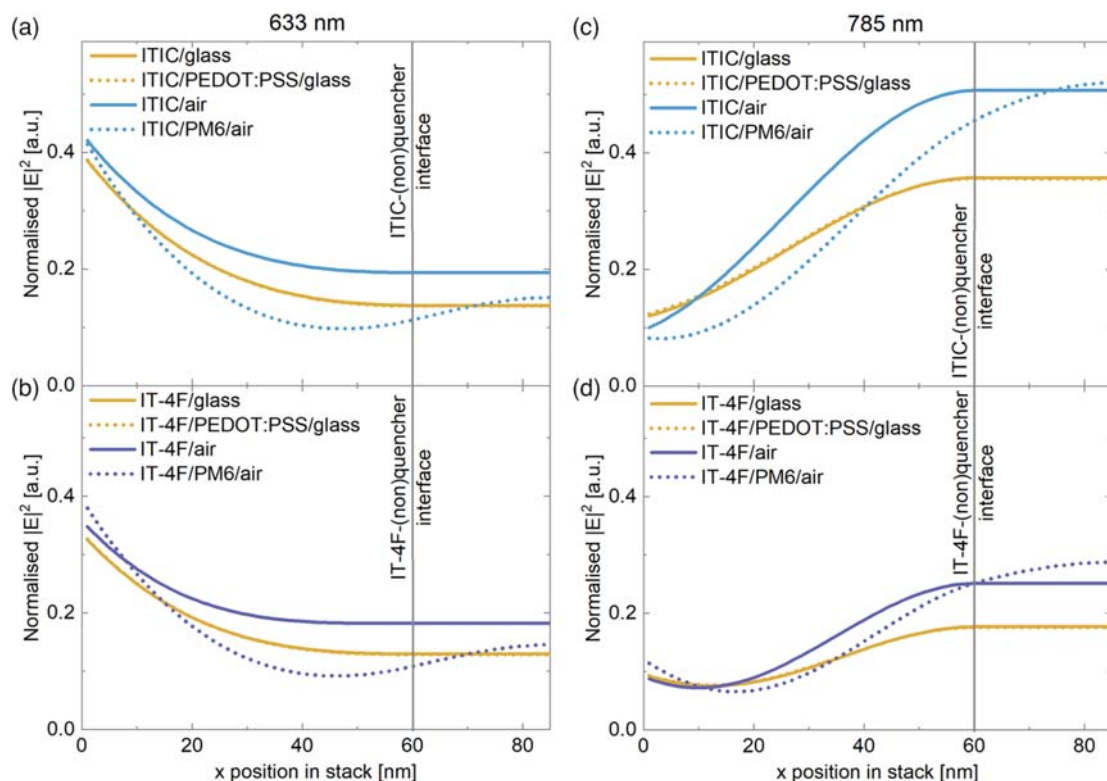 633 nm
785 nm
(a)
ITIC/glass
ITIC/PEDOT:PSS/glass
ITIC/air
ITIC/PM6/air
Normalised |E|² [a.u.]
0.4
0.2
0.0
ITIC-(non)quencher
interface
(c)
ITIC/glass
ITIC/PEDOT:PSS/glass
ITIC/air
ITIC/PM6/air
Normalised |E|² [a.u.]
0.4
0.2
0.0
ITIC-(non)quencher
interface
(b)
IT-4F/glass
IT-4F/PEDOT:PSS/glass
IT-4F/air
IT-4F/PM6/air
Normalised |E|² [a.u.]
0.4
0.2
0.0
IT-4F-(non)quencher
interface
0 20 40 60 80
x position in stack [nm]
(d)
IT-4F/glass
IT-4F/PEDOT:PSS/glass
IT-4F/air
IT-4F/PM6/air
Normalised |E|² [a.u.]
0.4
0.2
0.0
IT-4F-(non)quencher
interface
0 20 40 60 80
x position in stack [nm]